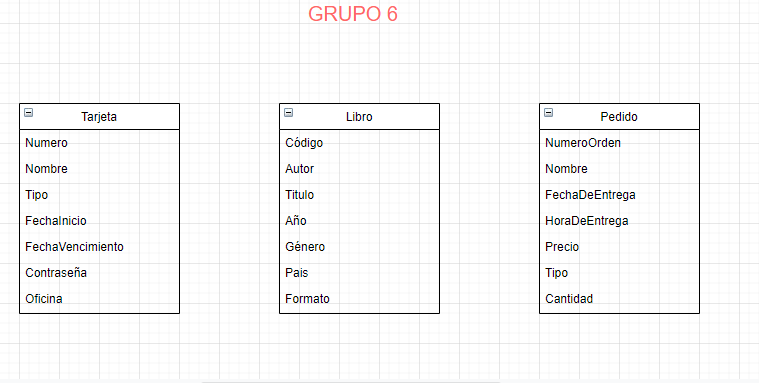 GRUPO 6
Tarjeta
Numero
Nombre
Tipo
FechaInicio
FechaVencimiento
Contraseña
Oficina
Libro
Código
Autor
Titulo
Año
Género
Pais
Formato
Pedido
NumeroOrden
Nombre
FechaDeEntrega
HoraDeEntrega
Precio
Tipo
Cantidad